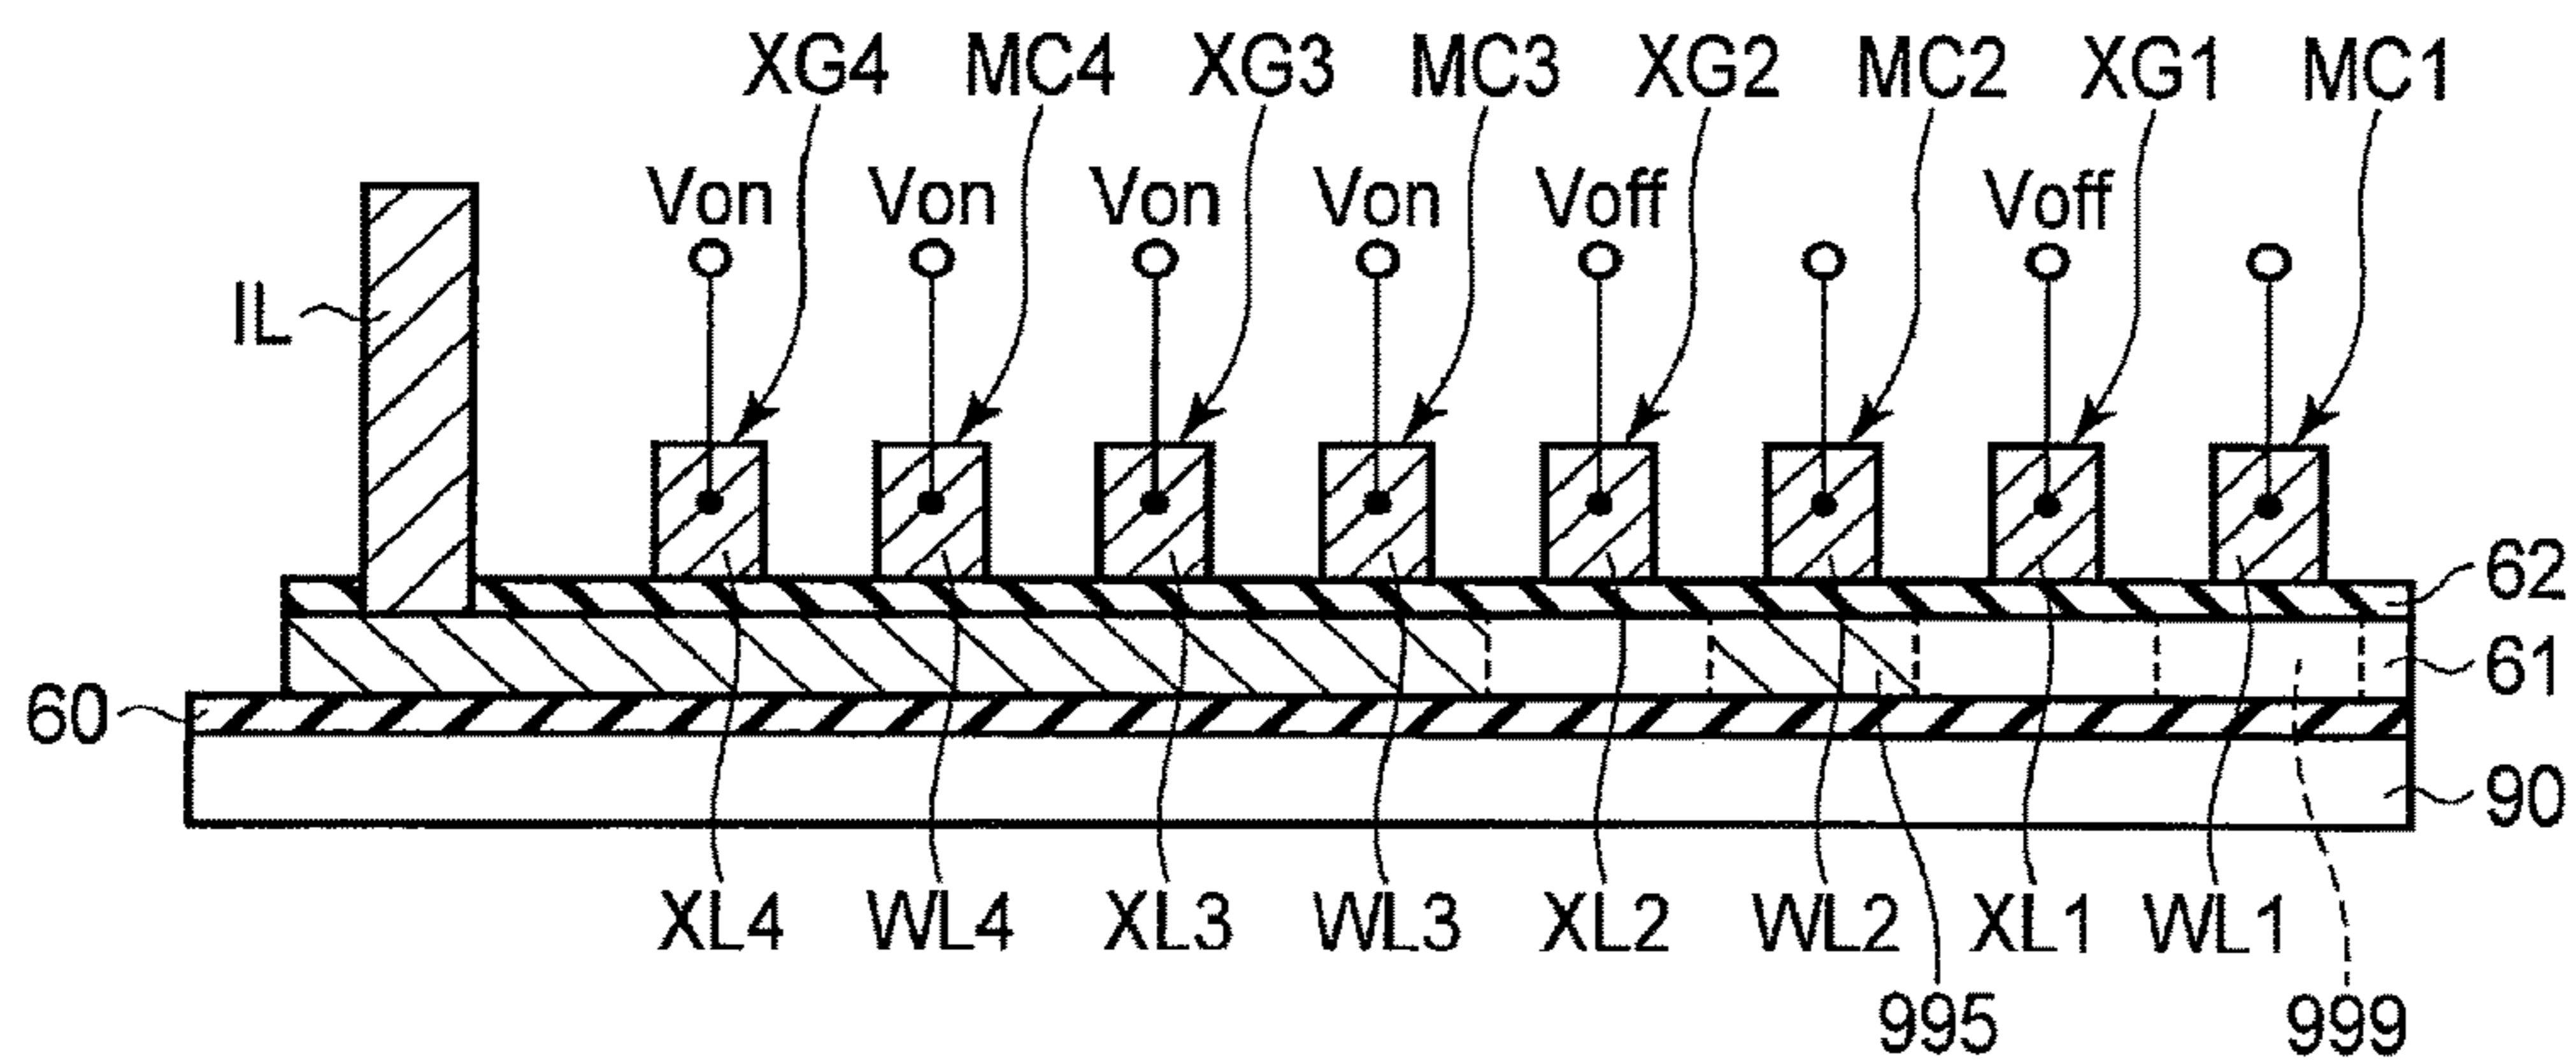 XG4 MC4 XG3 MC3 XG2 MC2 XG1 MC1
Von Von Von Von Voff Voff
IL
62
61
60
90
XL4 WL4 XL3 WL3 XL2 WL2 XL1 WL1
995 999